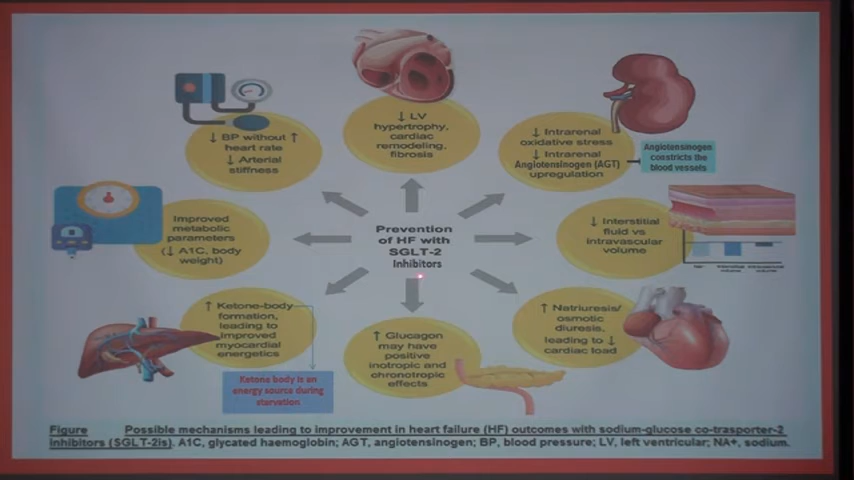 ↓ LV
hypertrophy,
cardiac
remodeling,
fibrosis
↓ BP without ↑
heart rate
↓ Arterial
stiffness
↓ Intrarenal
oxidative stress
↓ Intrarenal
Angiotensinogen (AGT)
upregulation
Angiotensinogen
constricts the
blood vessels
Improved
metabolic
parameters
(↓ A1C, body
weight)
Prevention
of HF with
SGLT-2
Inhibitors
↓ Interstitial
fluid vs
intravascular
volume
↑ Ketone-body
formation,
leading to
improved
myocardial
energetics
Ketone body is an
energy source during
starvation.
↑ Glucagon
may have
positive
inotropic and
chronotropic
effects
↑ Natriuresis/
osmotic
diuresis,
leading to ↓
cardiac load
Figure Possible mechanisms leading to improvement in heart failure (HF) outcomes with sodium-glucose co-trasporter-2
inhibitors (SGLT-2is). A1C, glycated haemoglobin; AGT, angiotensinogen; BP, blood pressure; LV, left ventricular; NA+, sodium.